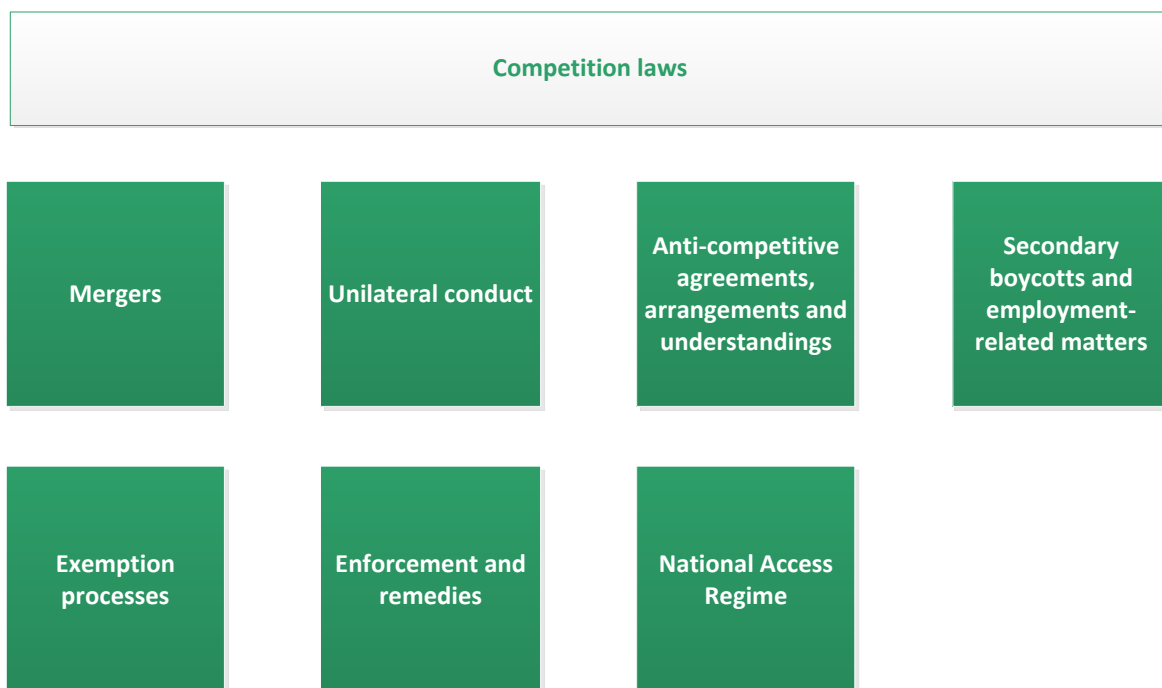 Competition laws
Mergers
Unilateral conduct
Anti-competitive
agreements,
arrangements and
understandings
Secondary
boycotts and
employment-
related matters
Exemption
processes
Enforcement and
remedies
National Access
Regime